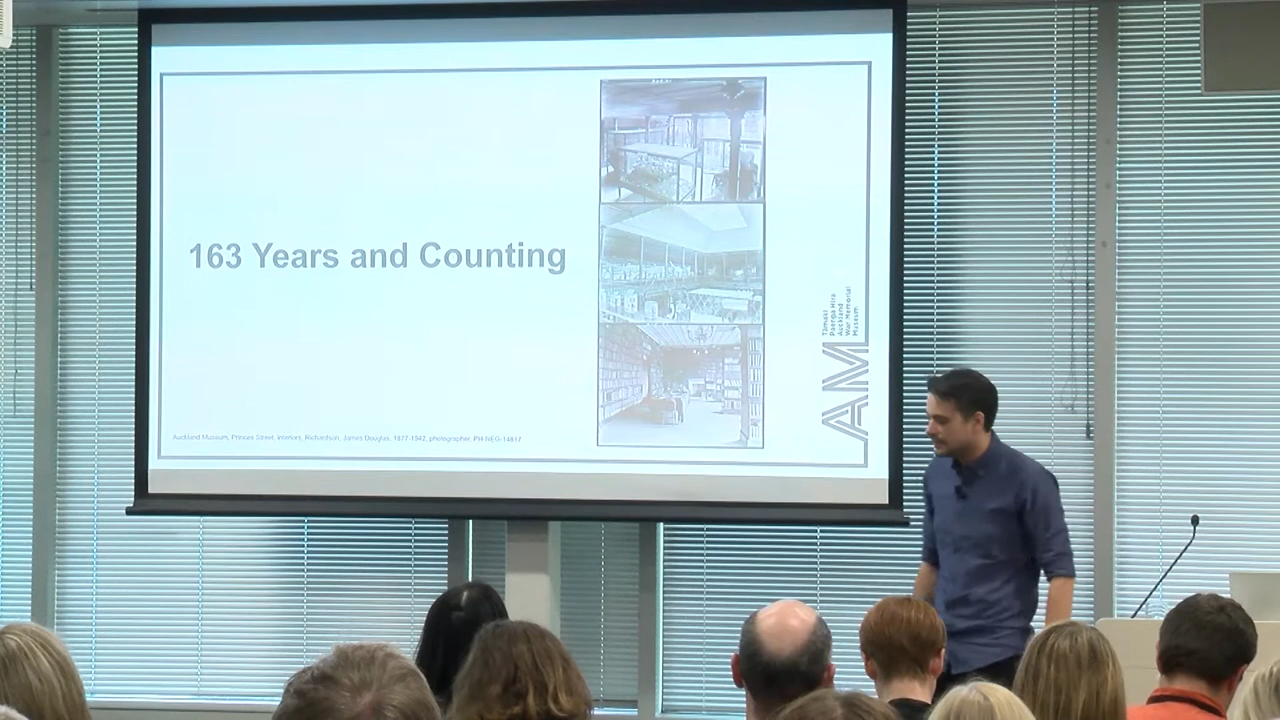 163 Years and Counting
Auckland Museum, Princes Street, Interiors, Richardson, James Douglas, 1877-1942, photographer, PH-NEG-14817
Tāmaki
Paenga Hira
Auckland
War Memorial
Museum
AM